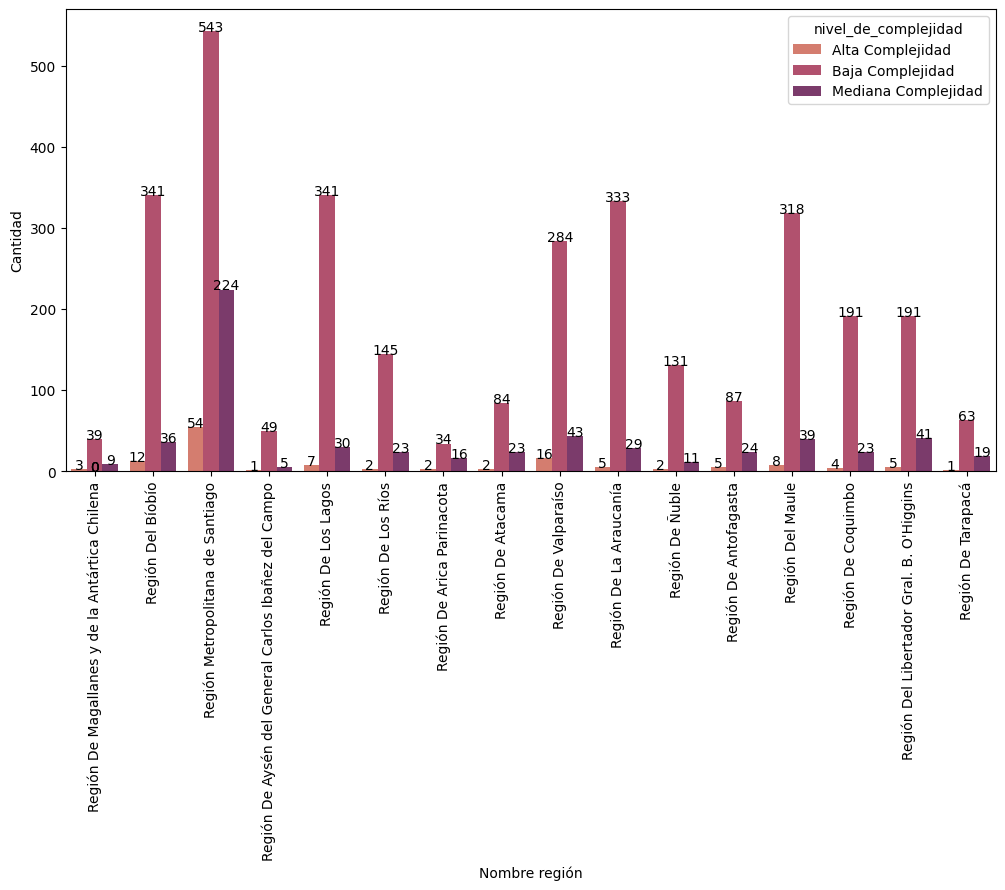 nivel_de_complejidad
Alta Complejidad
Baja Complejidad
Mediana Complejidad
Cantidad
500
400
300
200
100
0
3
39
0
9
12
341
36
54
543
224
1
49
5
7
341
30
2
145
23
2
34
16
2
84
23
16
284
43
5
333
29
2
131
11
5
87
24
8
318
39
4
191
23
5
191
41
1
63
19
Región De Magallanes y de la Antártica Chilena
Región Del Bíobío
Región Metropolitana de Santiago
Región De Aysén del General Carlos Ibañez del Campo
Región De Los Lagos
Región De Los Ríos
Región De Arica Parinacota
Región De Atacama
Región De Valparaíso
Región De La Araucanía
Región De Ñuble
Región De Antofagasta
Región Del Maule
Región De Coquimbo
Región Del Libertador Gral. B. O'Higgins
Región De Tarapacá
Nombre región